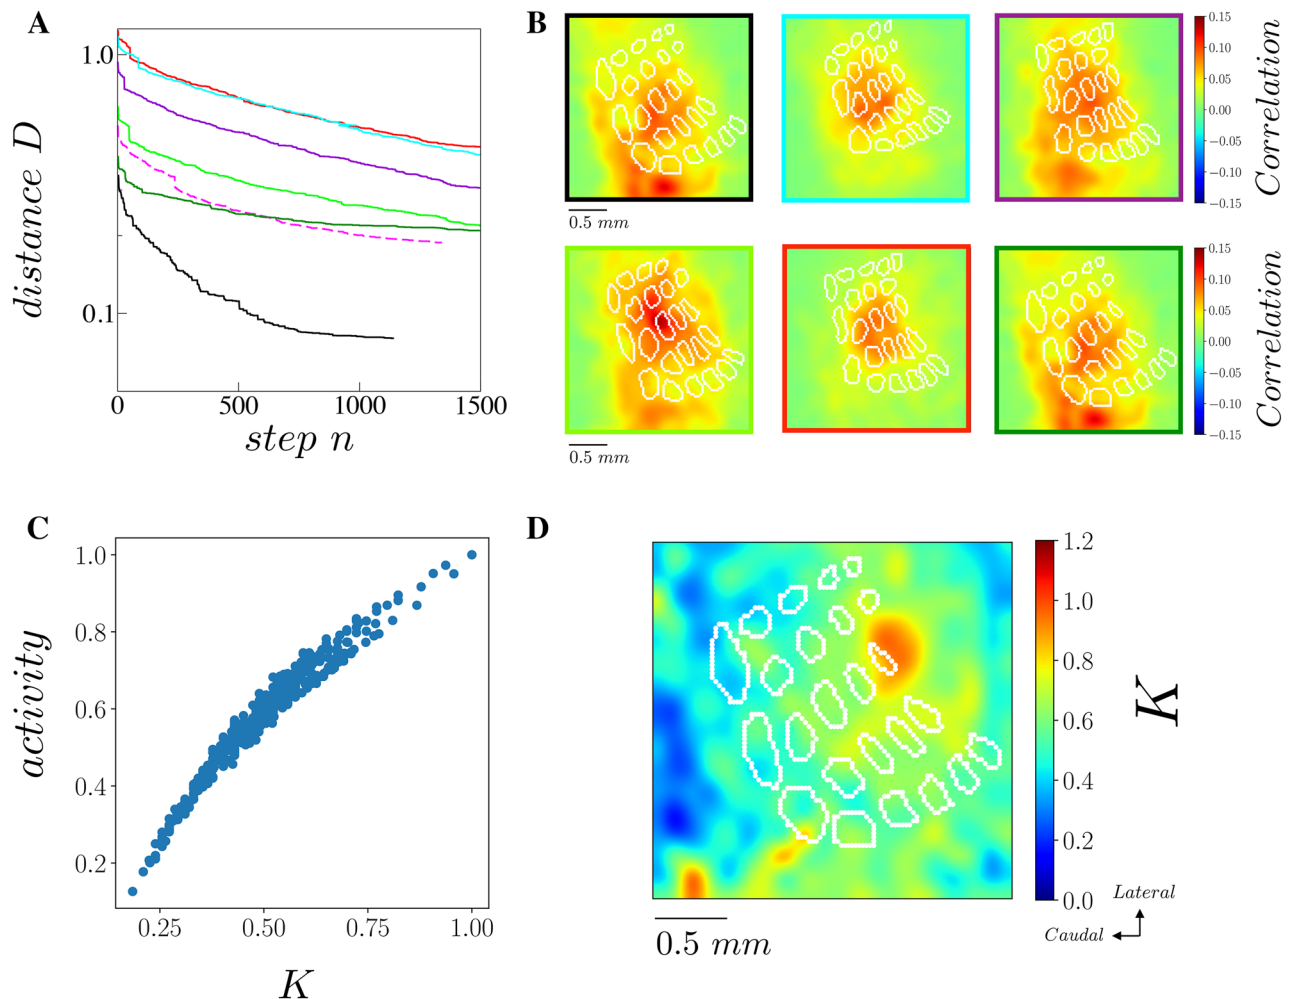 A
1.0
0.1
distance D
0
500
1000
1500
step n
B
0.15
0.10
0.05
0.00
−0.05
−0.10
−0.15
Correlation
0.5 mm
0.15
0.10
0.05
0.00
−0.05
−0.10
−0.15
Correlation
0.5 mm
C
1.0
0.8
0.6
0.4
0.2
activity
0.25
0.50
0.75
1.00
K
D
1.2
1.0
0.8
0.6
0.4
0.2
0.0
K
0.5 mm
Lateral
Caudal